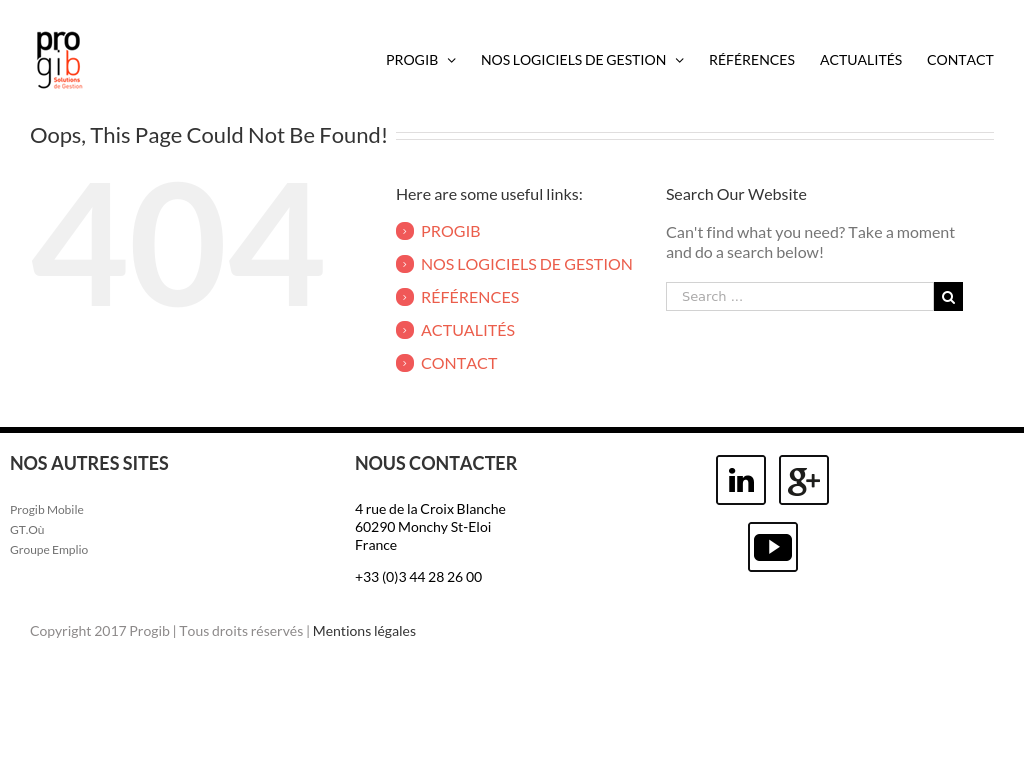 pro
gib
Solutions
de Gestion
PROGIB
NOS LOGICIELS DE GESTION
RÉFÉRENCES
ACTUALITÉS
CONTACT
Oops, This Page Could Not Be Found!
404
Here are some useful links:
PROGIB
NOS LOGICIELS DE GESTION
RÉFÉRENCES
ACTUALITÉS
CONTACT
Search Our Website
Can't find what you need? Take a moment
and do a search below!
Search ...
NOS AUTRES SITES
Progib Mobile
GT.Où
Groupe Emplio
NOUS CONTACTER
4 rue de la Croix Blanche
60290 Monchy St-Eloi
France
+33 (0)3 44 28 26 00
in
g+
Copyright 2017 Progib | Tous droits réservés | Mentions légales